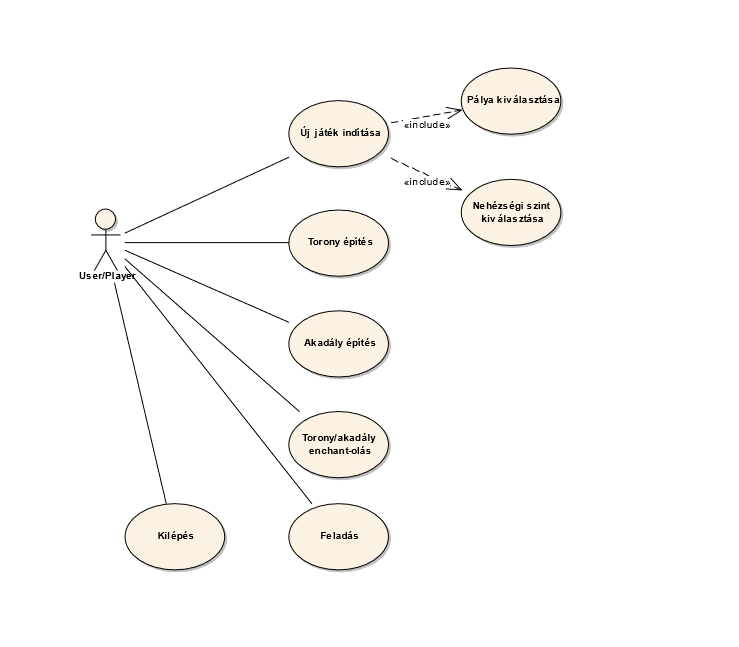 Pálya kiválasztása
Új játék indítása
«include»
«include»
Nehézségi szint
kiválasztása
Torony építés
User/Player
Akadály építés
Torony/akadály
enchant-olás
Kilépés
Feladás